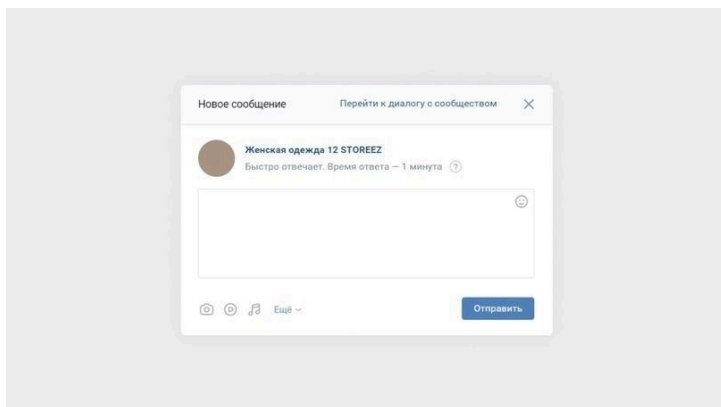 Новое сообщение
Перейти к диалогу с сообществом
Женская одежда 12 STOREEZ
Быстро отвечает. Время ответа — 1 минута ?
Ещё
Отправить